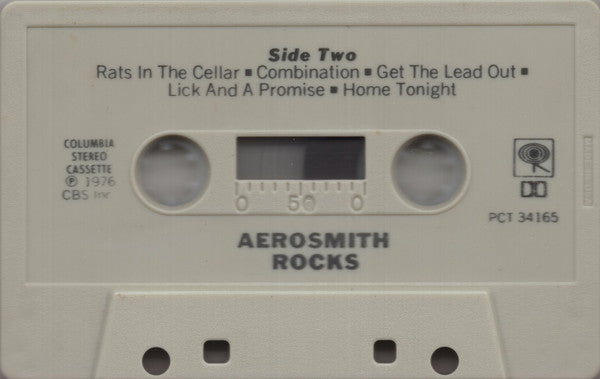 Side Two
Rats In The Cellar ■ Combination ■ Get The Lead Out ■
Lick And A Promise ■ Home Tonight
COLUMBIA
STEREO
CASSETTE
℗ 1976
CBS Inc
0 50 0
PCT 34165
AEROSMITH
ROCKS